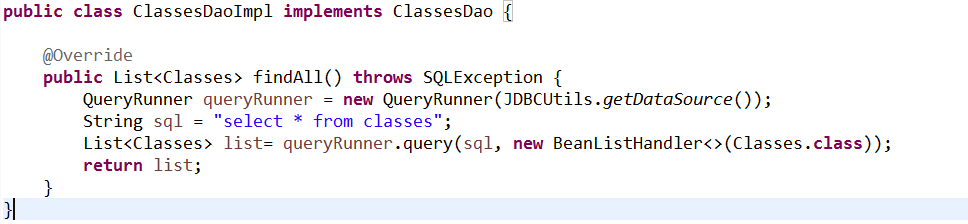 public class ClassesDaoImpl implements ClassesDao {
@Override
public List<Classes> findAll() throws SQLException {
QueryRunner queryRunner = new QueryRunner(JDBCUtils.getDataSource());
String sql = "select * from classes";
List<Classes> list= queryRunner.query(sql, new BeanListHandler<>(Classes.class));
return list;
}
}